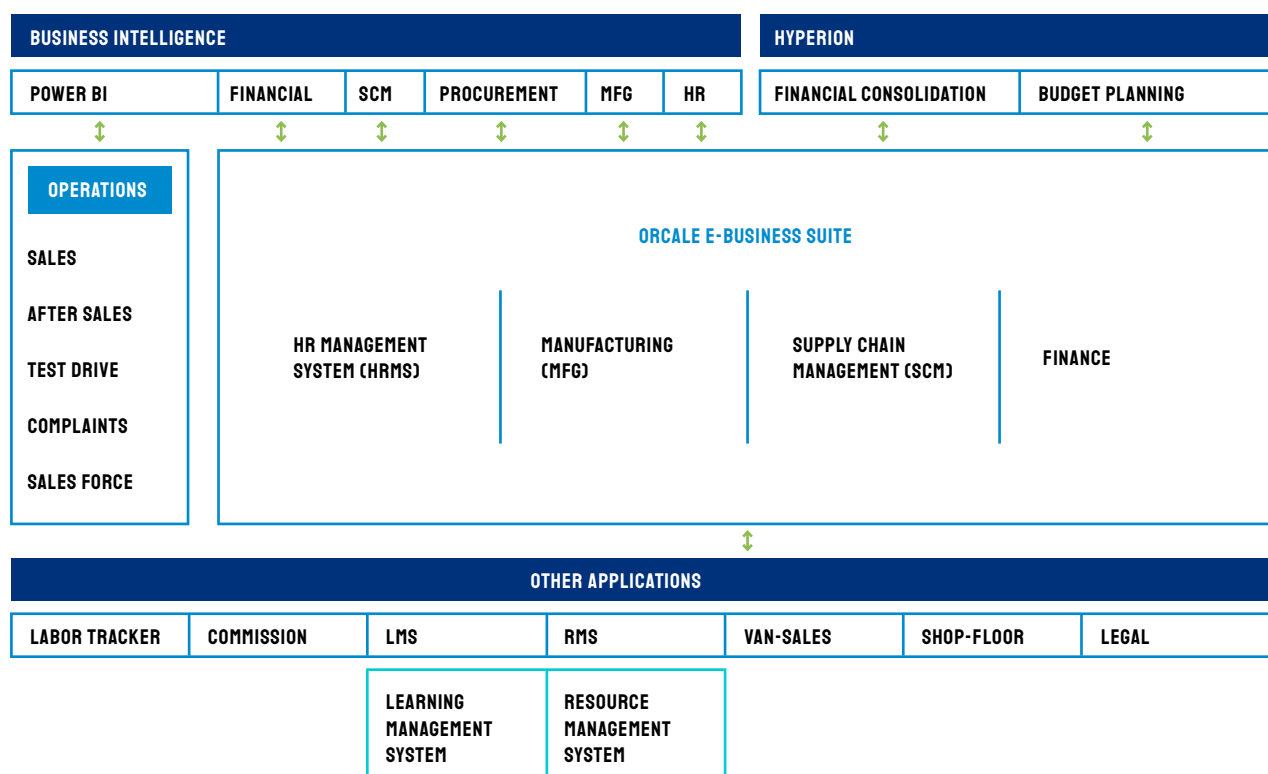 BUSINESS INTELLIGENCE
HYPERION
POWER BI
FINANCIAL
SCM
PROCUREMENT
MFG
HR
FINANCIAL CONSOLIDATION
BUDGET PLANNING
OPERATIONS
SALES
AFTER SALES
TEST DRIVE
COMPLAINTS
SALES FORCE
ORCALE E-BUSINESS SUITE
HR MANAGEMENT
SYSTEM (HRMS)
MANUFACTURING
(MFG)
SUPPLY CHAIN
MANAGEMENT (SCM)
FINANCE
OTHER APPLICATIONS
LABOR TRACKER
COMMISSION
LMS
RMS
VAN-SALES
SHOP-FLOOR
LEGAL
LEARNING
MANAGEMENT
SYSTEM
RESOURCE
MANAGEMENT
SYSTEM